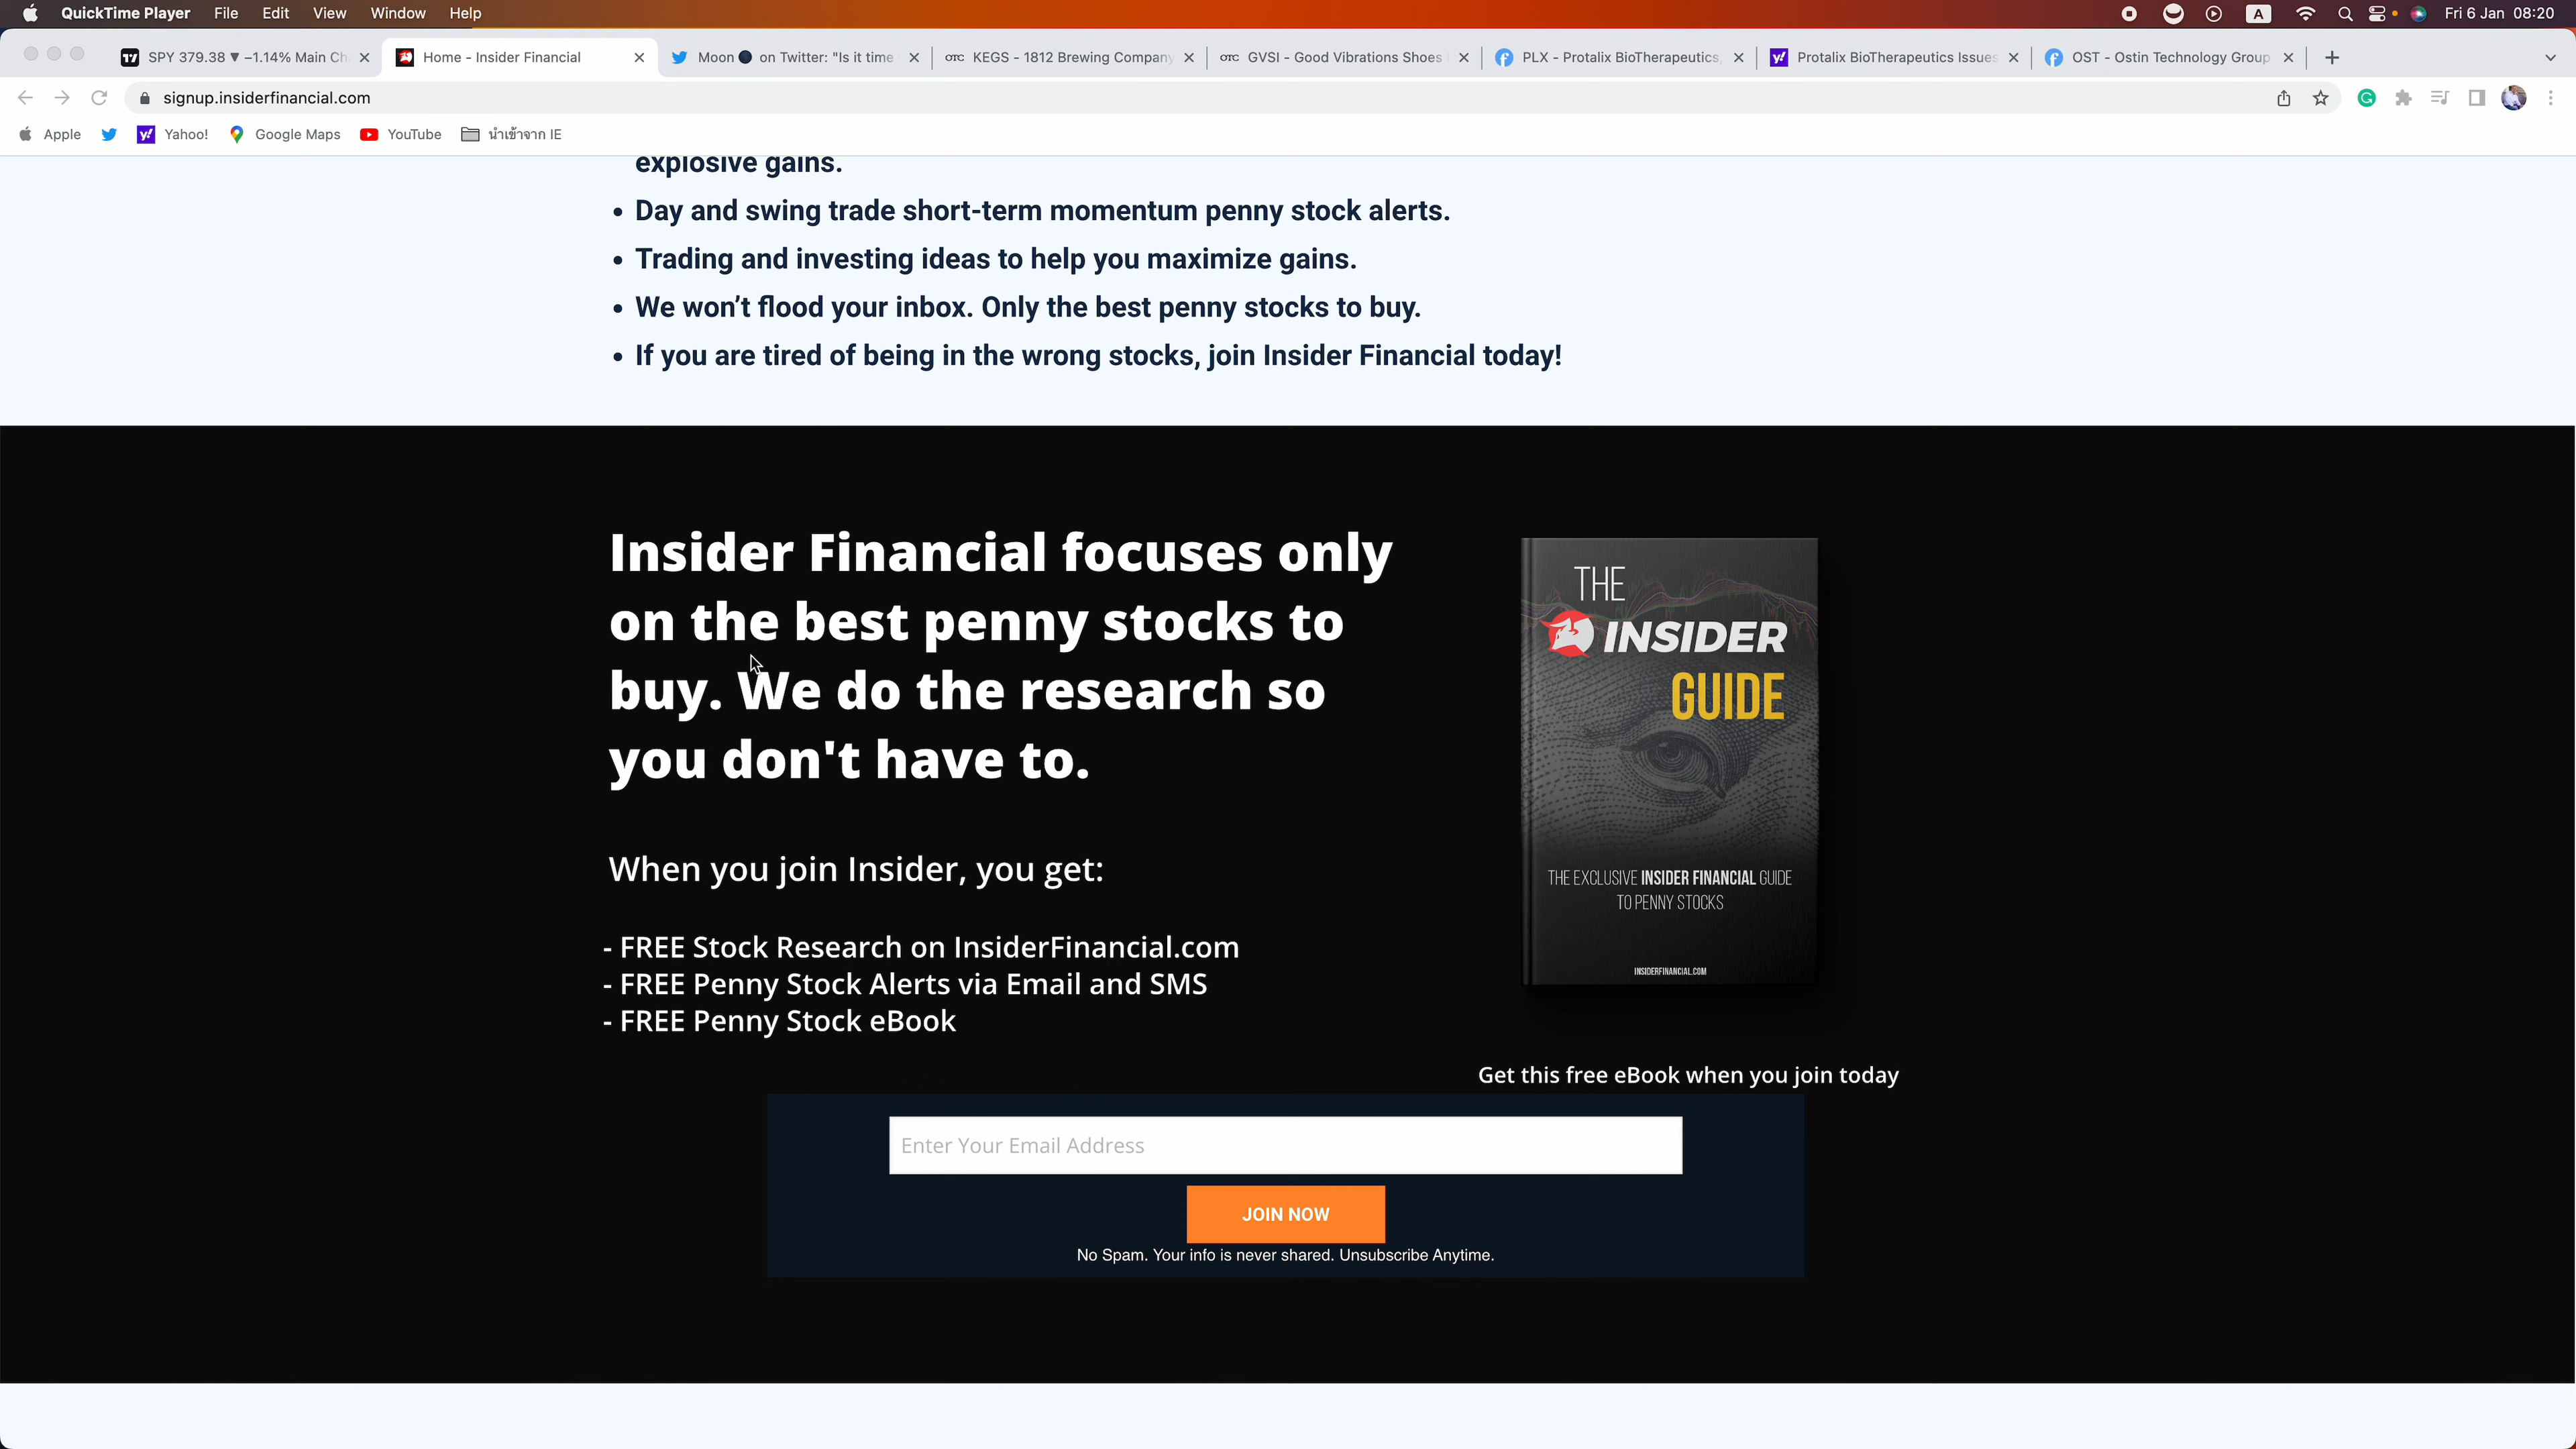 QuickTime Player File Edit View Window Help A Fri 6 Jan 08:20
SPY 379.38 ▼ −1.14% Main Ch Home - Insider Financial Moon on Twitter: "Is it time KEGS - 1812 Brewing Company GVSI - Good Vibrations Shoes PLX - Protalix BioTherapeutics, Protalix BioTherapeutics Issues OST - Ostin Technology Group
signup.insiderfinancial.com
Apple Yahoo! Google Maps YouTube นำเข้าจาก IE
explosive gains.
• Day and swing trade short-term momentum penny stock alerts.
• Trading and investing ideas to help you maximize gains.
• We won’t flood your inbox. Only the best penny stocks to buy.
• If you are tired of being in the wrong stocks, join Insider Financial today!
Insider Financial focuses only
on the best penny stocks to
buy. We do the research so
you don't have to.
When you join Insider, you get:
- FREE Stock Research on InsiderFinancial.com
- FREE Penny Stock Alerts via Email and SMS
- FREE Penny Stock eBook
THE
INSIDER
GUIDE
THE EXCLUSIVE INSIDER FINANCIAL GUIDE
TO PENNY STOCKS
INSIDERFINANCIAL.COM
Get this free eBook when you join today
Enter Your Email Address
JOIN NOW
No Spam. Your info is never shared. Unsubscribe Anytime.